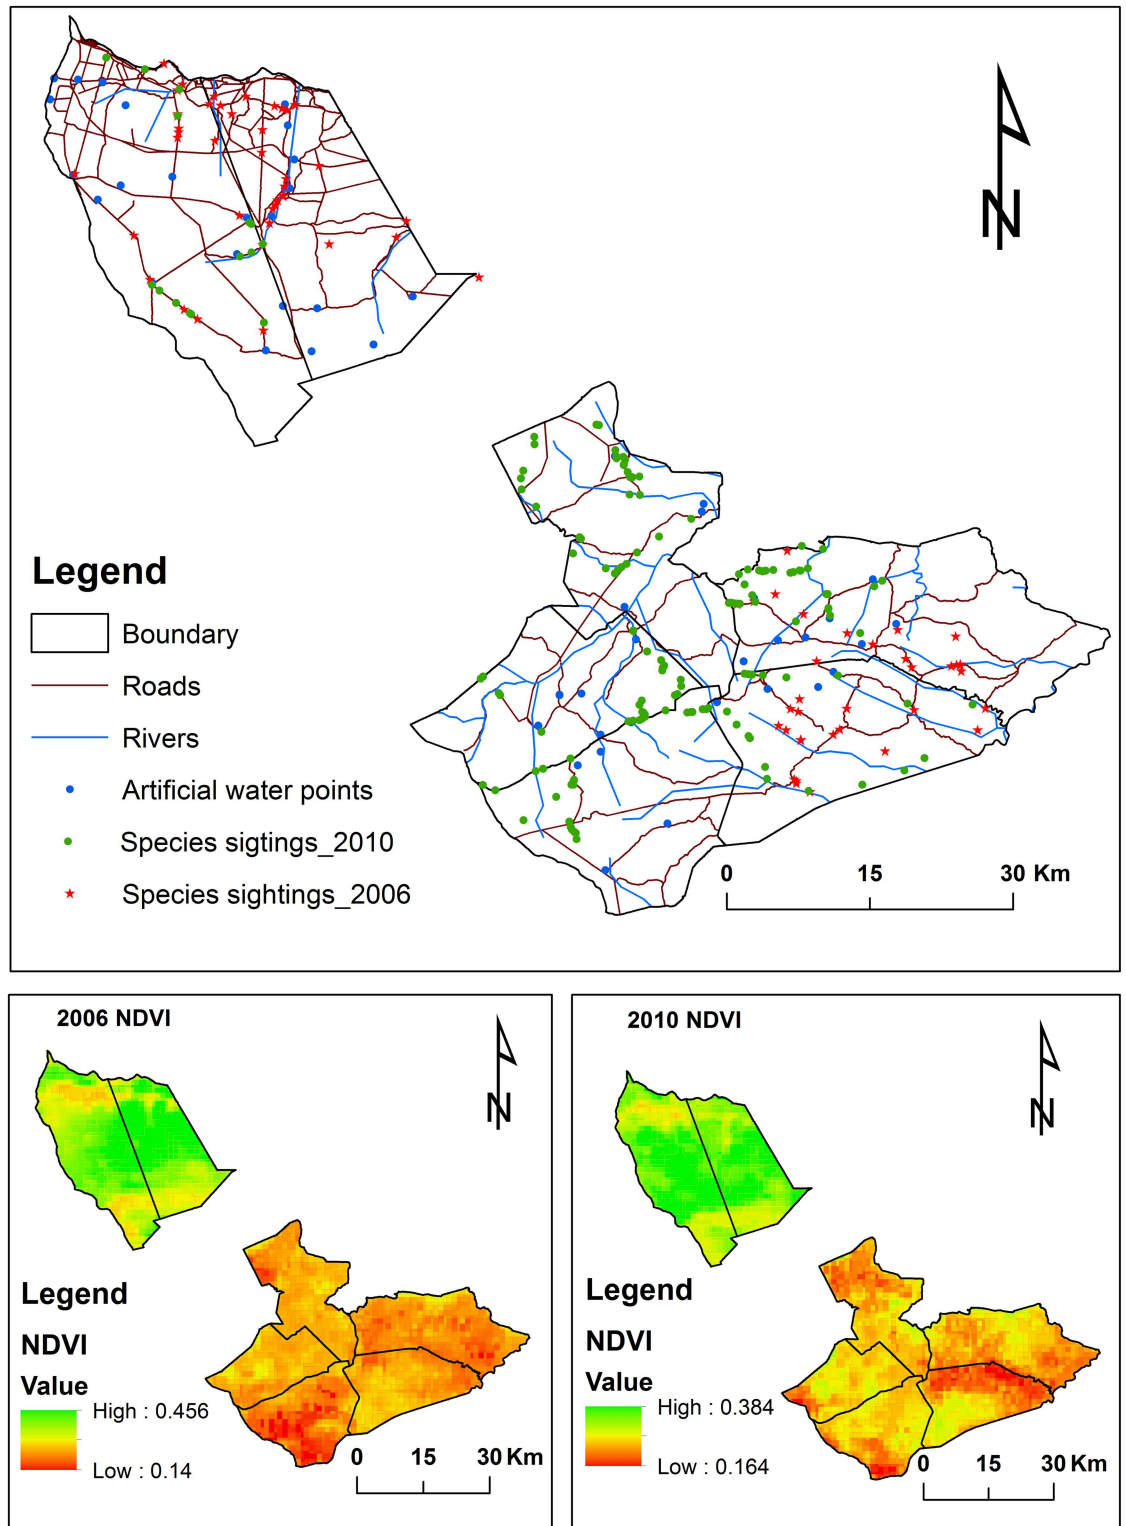 N
Legend
Boundary
Roads
Rivers
Artificial water points
Species sigtings_2010
Species sightings_2006
0 15 30 Km
2006 NDVI
N
Legend
NDVI
Value
High : 0.456
Low : 0.14
0 15 30 Km
2010 NDVI
N
Legend
NDVI
Value
High : 0.384
Low : 0.164
0 15 30 Km